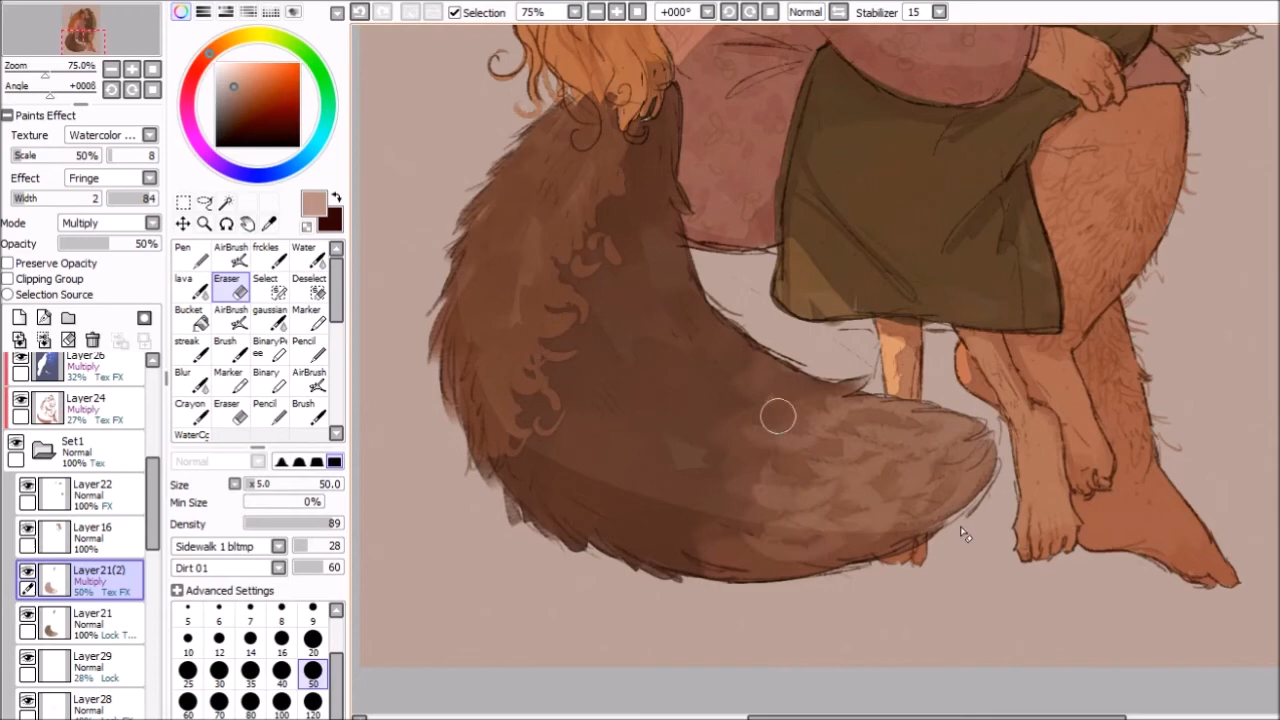 Selection 75% +000° Normal Stabilizer 15
Zoom 75.0%
Angle +000
Paints Effect
Texture Watercolor ...
Scale 50% 8
Effect Fringe
Width 2 84
Mode Multiply
Opacity 50%
Preserve Opacity
Clipping Group
Selection Source
Layer26
Multiply
32% Tex FX
Layer24
Multiply
27% Tex FX
Set1
Normal
100% Tex
Layer22
Normal
100% FX
Layer16
Normal
100%
Layer21(2)
Multiply
50% Tex FX
Layer21
Normal
100% Lock T...
Layer29
Normal
28% Lock
Layer28
Normal
Pen AirBrush frckles Water
lava Eraser Select Deselect
Bucket AirBrush gaussian Marker
streak Brush BinaryPe Pencil
ee
Blur Marker Binary AirBrush
Crayon Eraser Pencil Brush
WaterCc
Normal
Size x 5.0 50.0
Min Size 0%
Density 89
Sidewalk 1 bltmp 28
Dirt 01 60
Advanced Settings
5 6 7 8 9
10 12 14 16 20
25 30 35 40 50
60 70 80 100 120